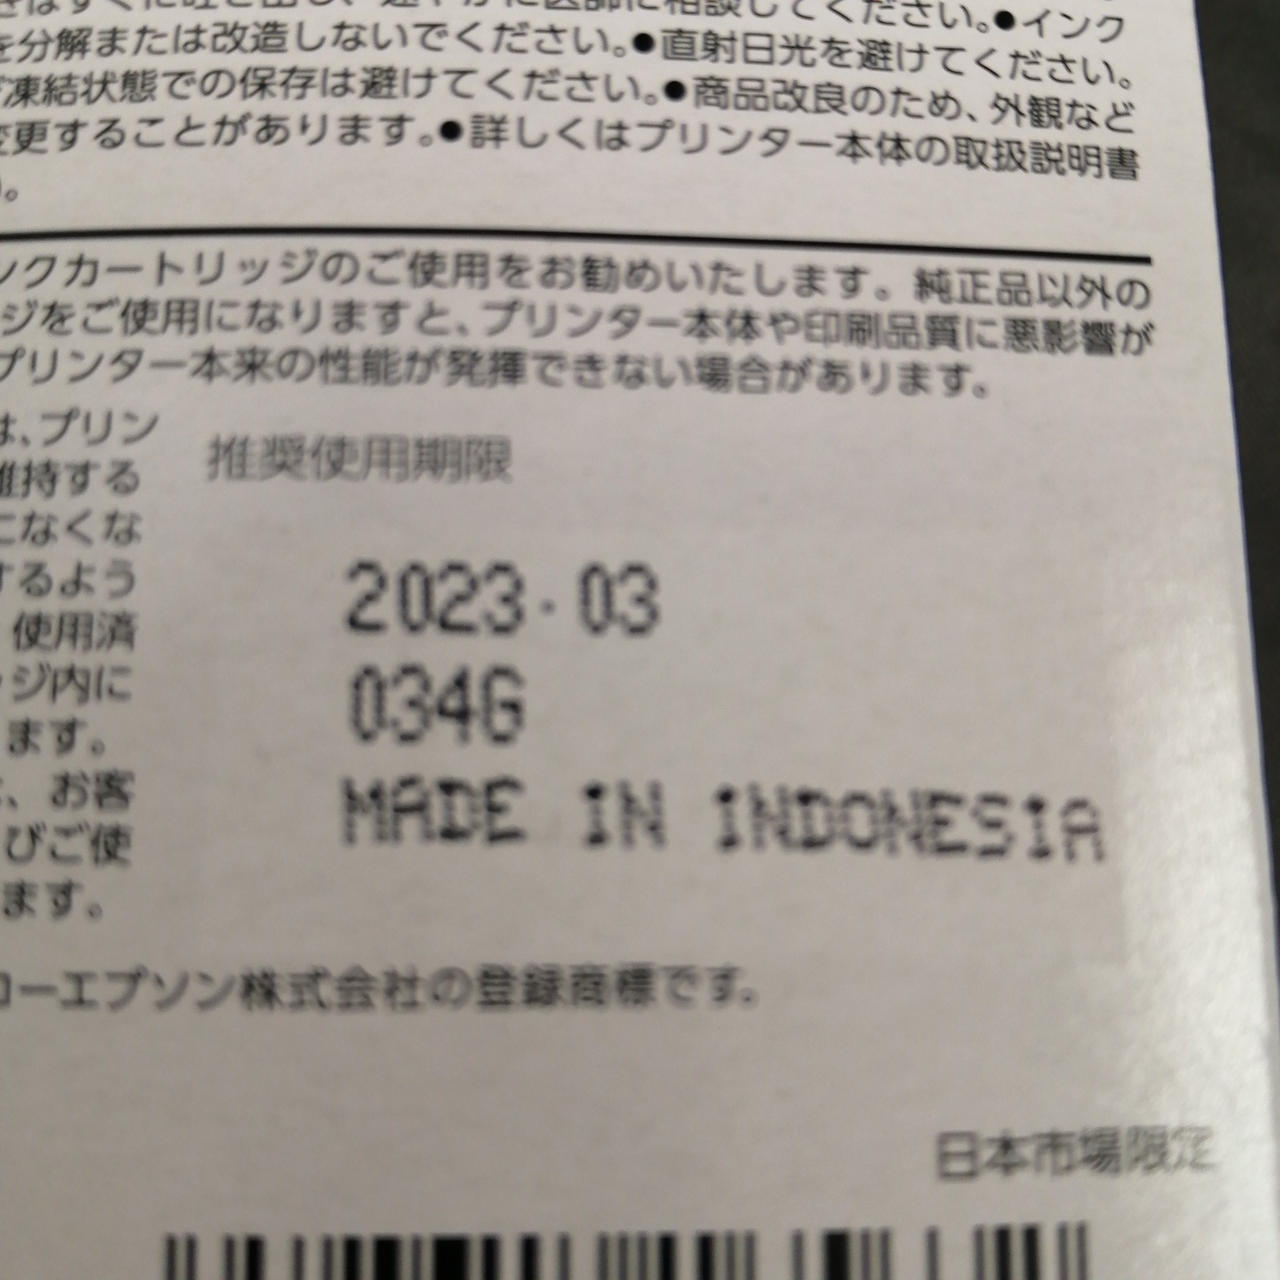 はすぐに吐き出し、速やかに医師に相談してください。●インク
を分解または改造しないでください。●直射日光を避けてください。
凍結状態での保存は避けてください。●商品改良のため、外観など
変更することがあります。●詳しくはプリンター本体の取扱説明書
。
ンクカートリッジのご使用をお勧めいたします。純正品以外の
ジをご使用になりますと、プリンター本体や印刷品質に悪影響が
プリンター本来の性能が発揮できない場合があります。
は、プリン
維持する
になくな
するよう
使用済
ッジ内に
ます。
、お客
びご使
ます。
推奨使用期限
2023.03
034G
MADE IN INDONESIA
コーエプソン株式会社の登録商標です。
日本市場限定